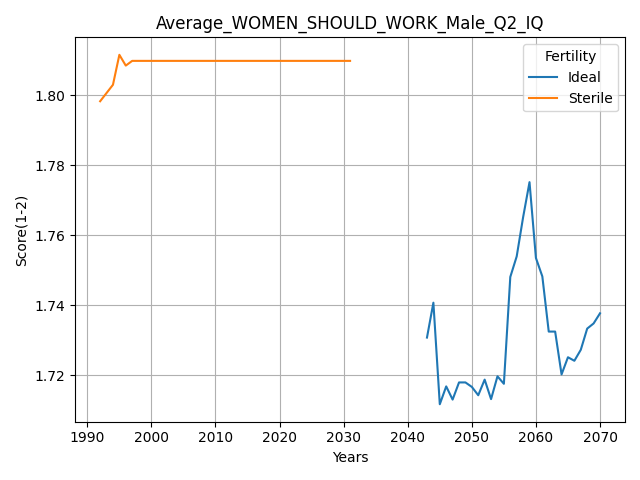 Average_WOMEN_SHOULD_WORK_Male_Q2_IQ
Fertility
Ideal
Sterile
Score(1-2)
1.80
1.78
1.76
1.74
1.72
1990 2000 2010 2020 2030 2040 2050 2060 2070
Years